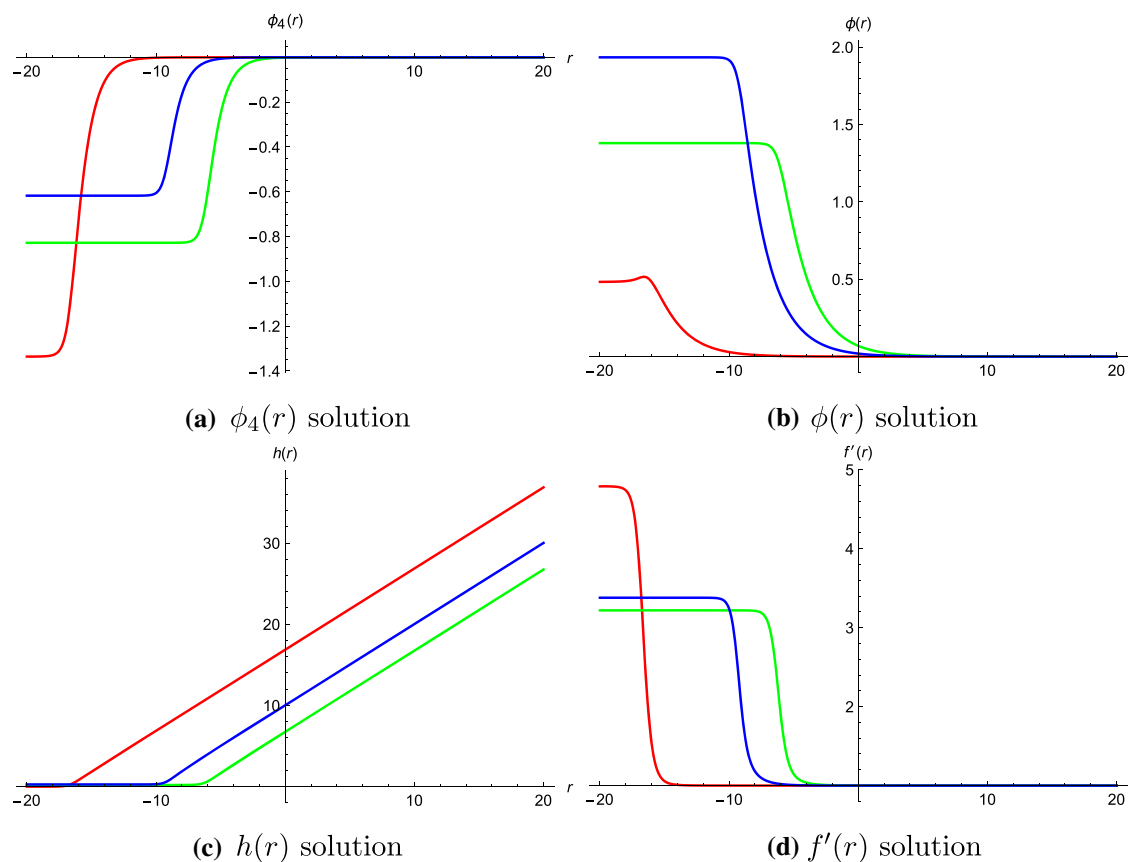 ϕ₄(r)
−20 −10 10 20 r
−0.2
−0.4
−0.6
−0.8
−1.0
−1.2
−1.4
(a) ϕ₄(r) solution
ϕ(r)
2.0
1.5
1.0
0.5
−20 −10 10 20
(b) ϕ(r) solution
h(r)
30
20
10
−20 −10 10 20 r
(c) h(r) solution
f′(r)
5
4
3
2
−20 −10 0 10 20
(d) f′(r) solution